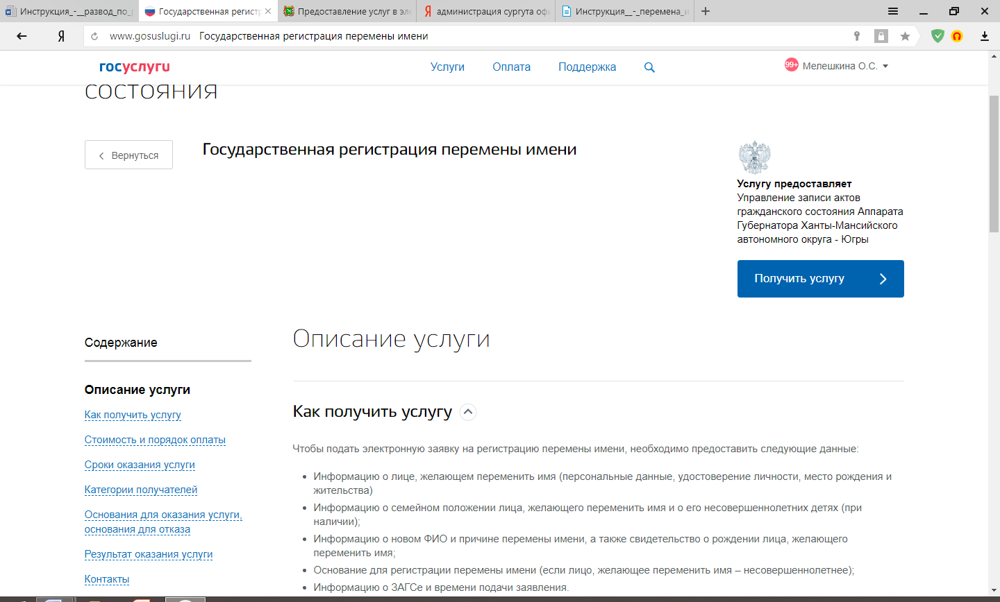 Инструкция_-__развод_по_
Государственная регистр
Предоставление услуг в эле
Я администрация сургута оф
Инструкция__-_перемена_и
Я
www.gosuslugi.ru Государственная регистрация перемены имени
госуслуги
Услуги Оплата Поддержка
99+ Мелешкина О.С.
состояния
Вернуться
Государственная регистрация перемены имени
Услугу предоставляет
Управление записи актов
гражданского состояния Аппарата
Губернатора Ханты-Мансийского
автономного округа - Югры
Получить услугу
Содержание
Описание услуги
Как получить услугу
Стоимость и порядок оплаты
Сроки оказания услуги
Категории получателей
Основания для оказания услуги,
основания для отказа
Результат оказания услуги
Контакты
Описание услуги
Как получить услугу
Чтобы подать электронную заявку на регистрацию перемены имени, необходимо предоставить следующие данные:
Информацию о лице, желающем переменить имя (персональные данные, удостоверение личности, место рождения и
жительства)
Информацию о семейном положении лица, желающего переменить имя и о его несовершеннолетних детях (при
наличии);
Информацию о новом ФИО и причине перемены имени, а также свидетельство о рождении лица, желающего
переменить имя;
Основание для регистрации перемены имени (если лицо, желающее переменить имя – несовершеннолетнее);
Информацию о ЗАГСе и времени подачи заявления.